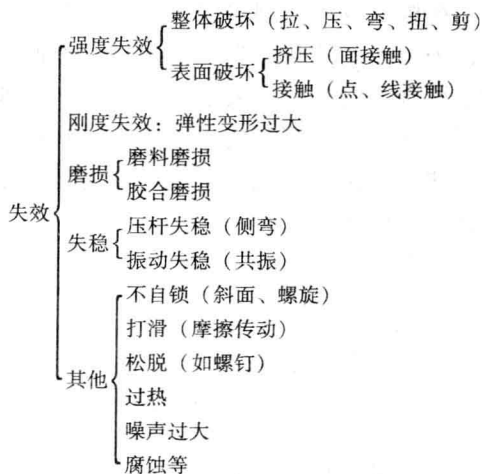 整体破坏（拉、压、弯、扭、剪）
强度失效
挤压（面接触）
表面破坏
接触（点、线接触）
刚度失效：弹性变形过大
磨料磨损
磨损
胶合磨损
失效
压杆失稳（侧弯）
失稳
振动失稳（共振）
不自锁（斜面、螺旋）
打滑（摩擦传动）
松脱（如螺钉）
其他
过热
噪声过大
腐蚀等